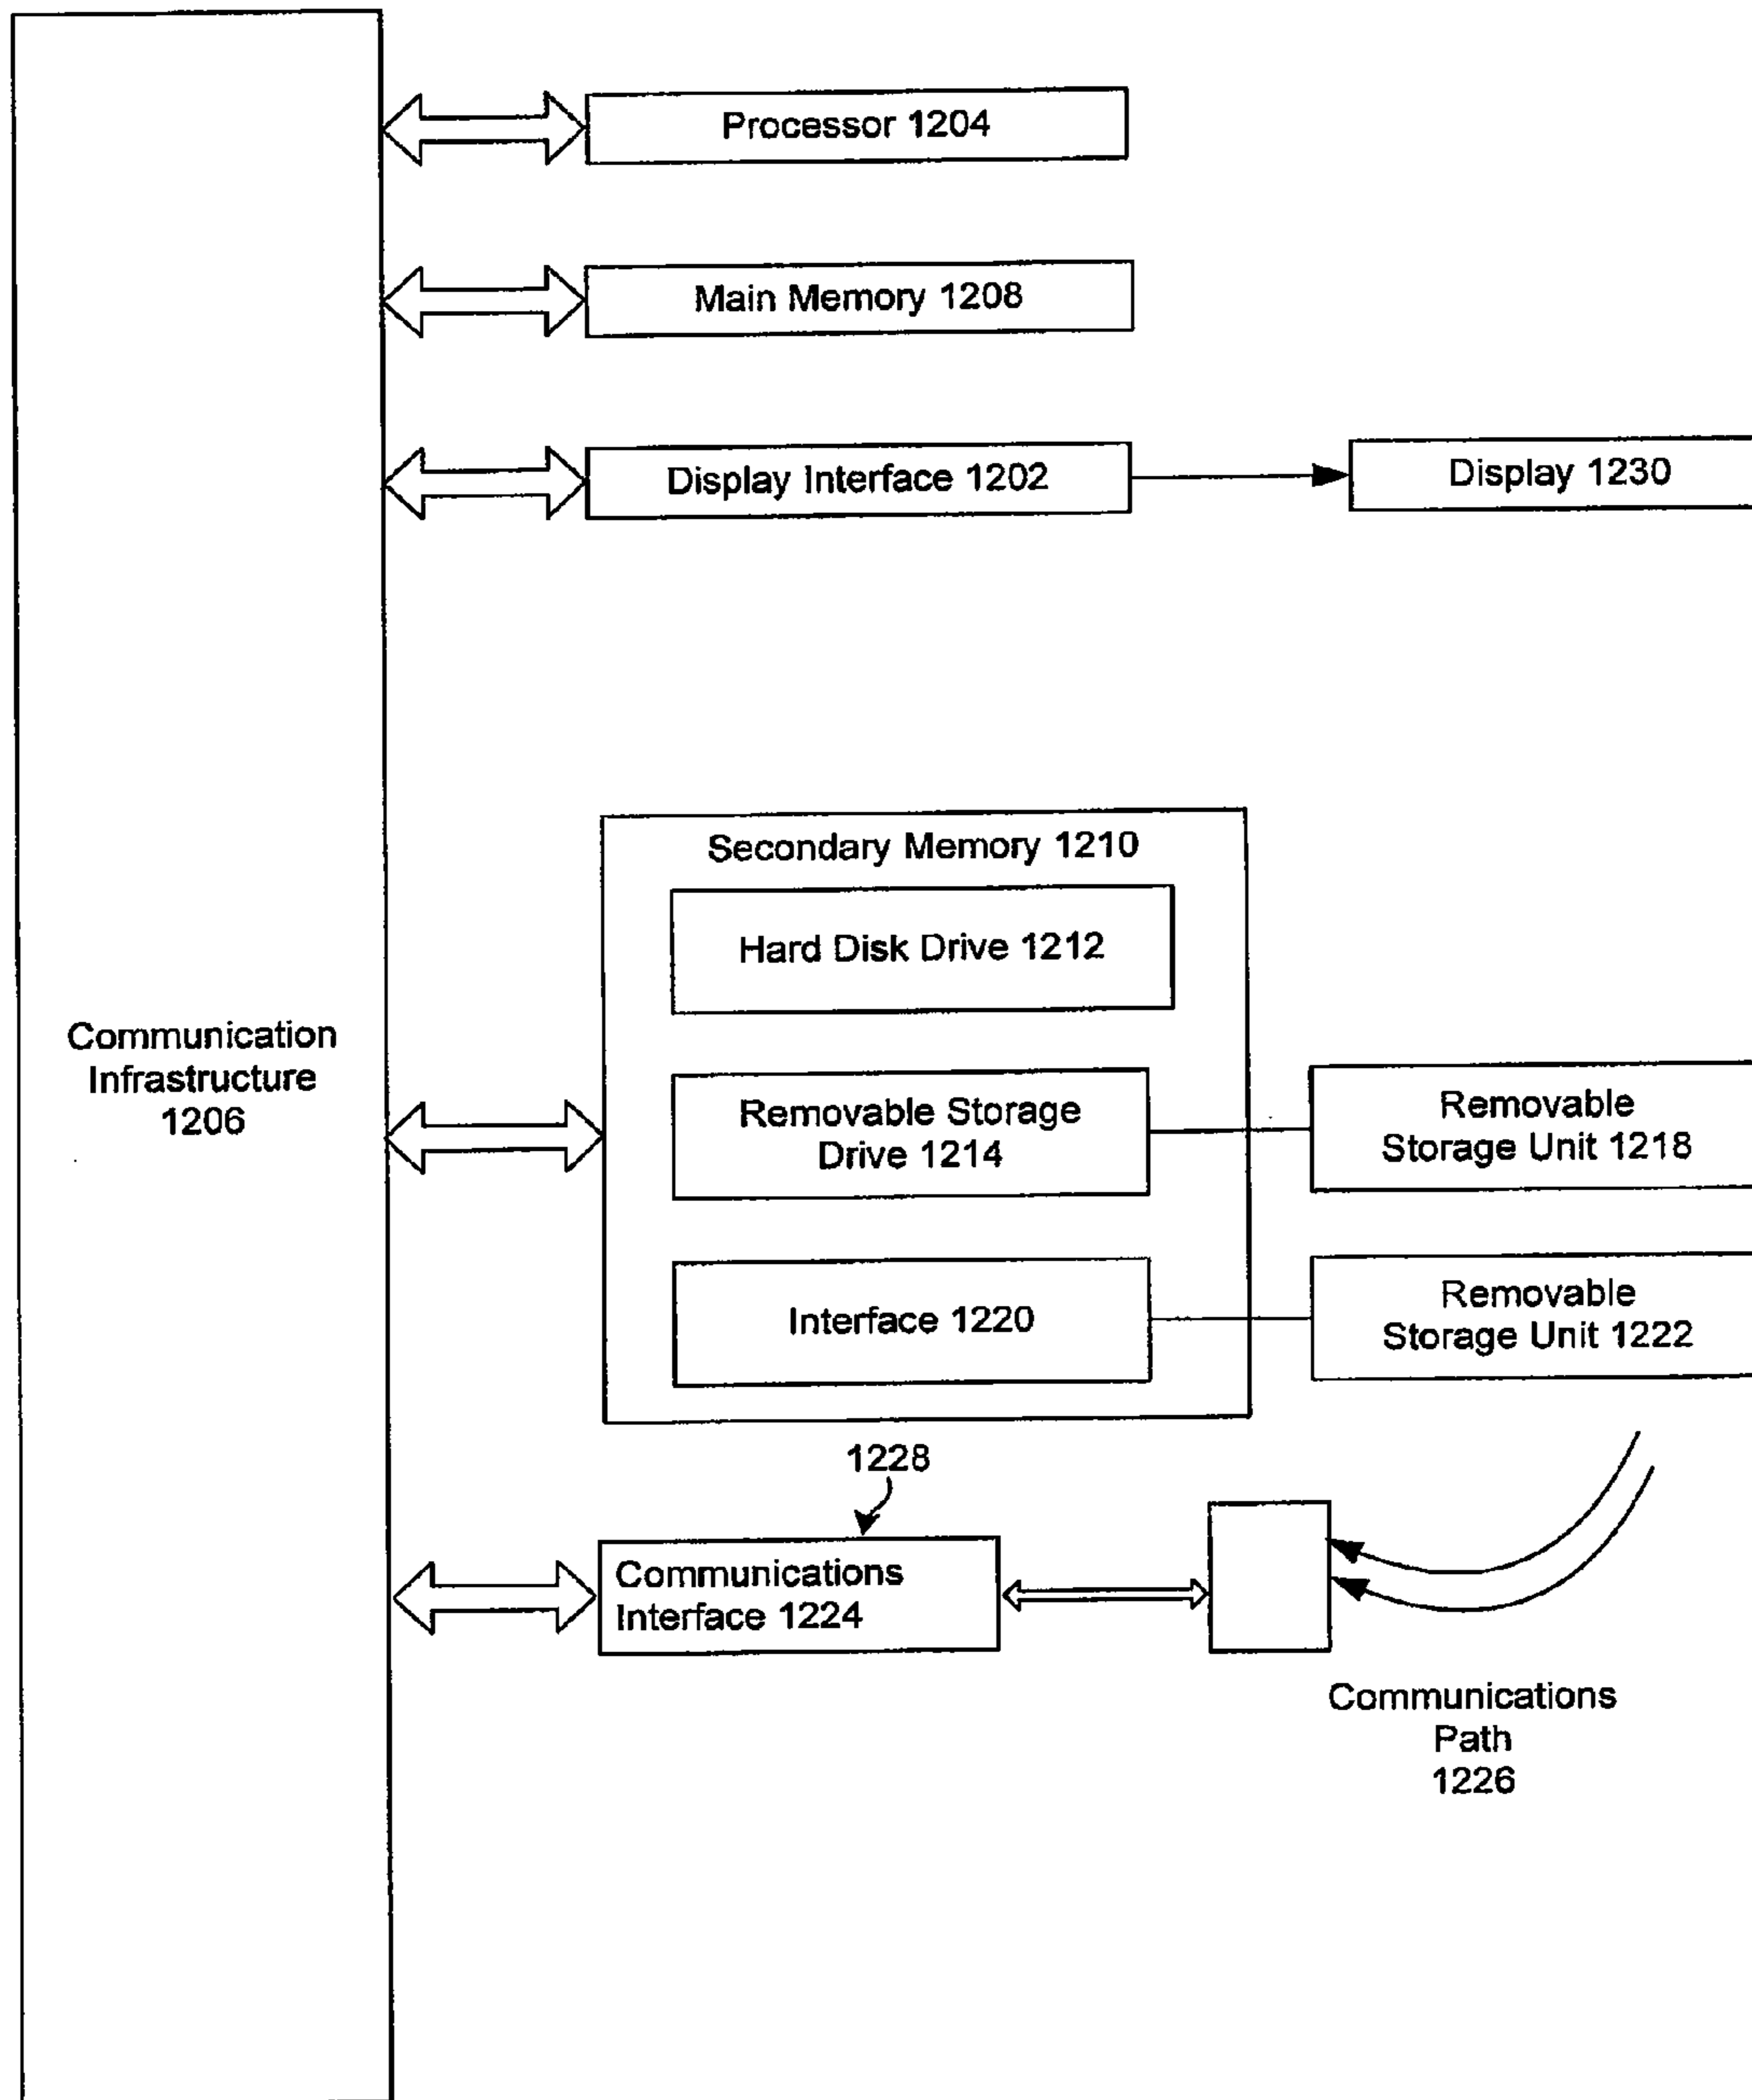 Processor 1204
Main Memory 1208
Display Interface 1202
Display 1230
Secondary Memory 1210
Hard Disk Drive 1212
Communication
Infrastructure
1206
Removable Storage
Drive 1214
Removable
Storage Unit 1218
Interface 1220
Removable
Storage Unit 1222
1228
Communications
Interface 1224
Communications
Path
1226